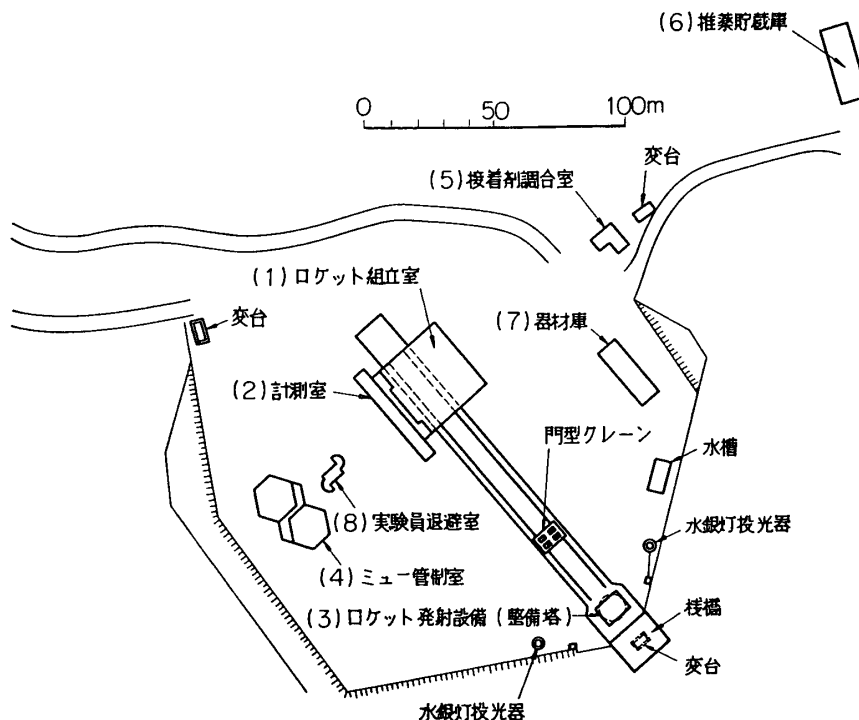 (6)推薬貯蔵庫
0 50 100m
変台
(5)接着剤調合室
(1)ロケット組立室
変台
(7)器材庫
(2)計測室
門型クレーン
水槽
(8)実験員退避室
水銀灯投光器
(4)ミュー管制室
(3)ロケット発射設備(整備塔)
桟橋
変台
水銀灯投光器